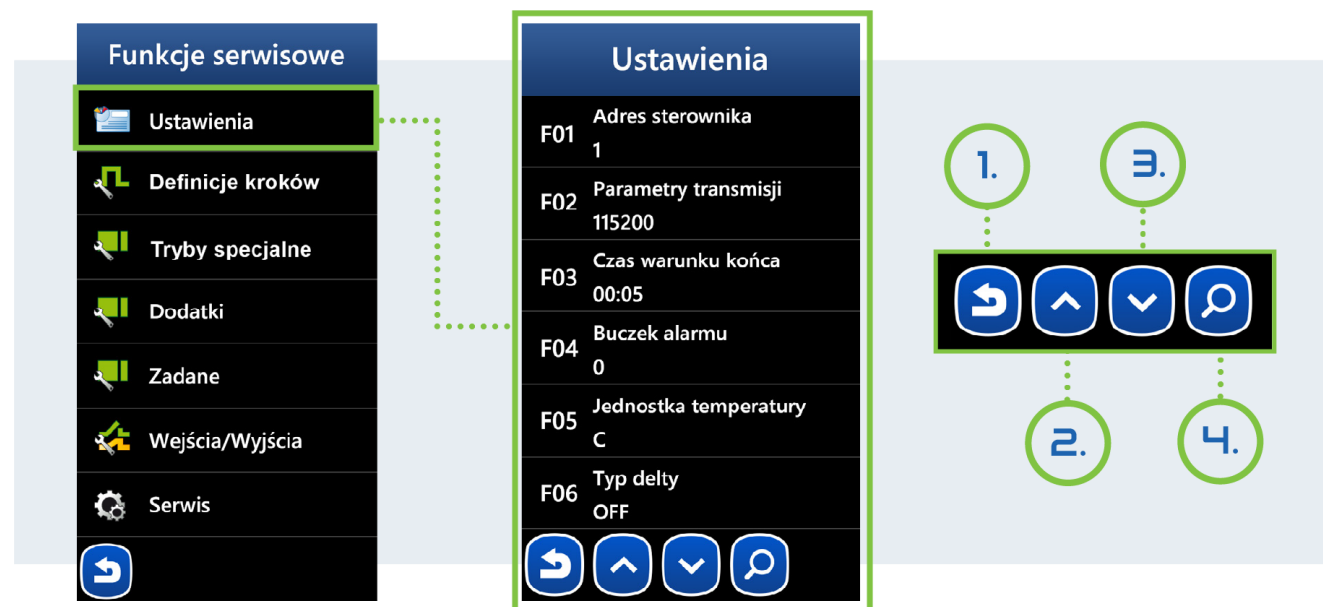 Funkcje serwisowe
Ustawienia
Definicje kroków
Tryby specjalne
Dodatki
Zadane
Wejścia/Wyjścia
Serwis
Ustawienia
F01
Adres sterownika
1
F02
Parametry transmisji
115200
F03
Czas warunku końca
00:05
F04
Buczek alarmu
0
F05
Jednostka temperatury
C
F06
Typ delty
OFF
1.
3.
2.
4.